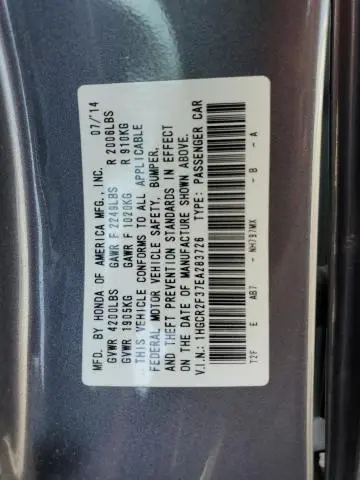 MFD. BY HONDA OF AMERICA MFG., INC. 07/'14
GVWR 4200LBS GAWR F 2249LBS R 2006LBS
GVWR 1905KG GAWR F 1020KG R 910KG
THIS VEHICLE CONFORMS TO ALL APPLICABLE
FEDERAL MOTOR VEHICLE SAFETY, BUMPER,
AND THEFT PREVENTION STANDARDS IN EFFECT
ON THE DATE OF MANUFACTURE SHOWN ABOVE.
V.I.N.: 1HGCR2F37EA283726 TYPE: PASSENGER CAR
T2F E AB7 - NH797MX - B - A